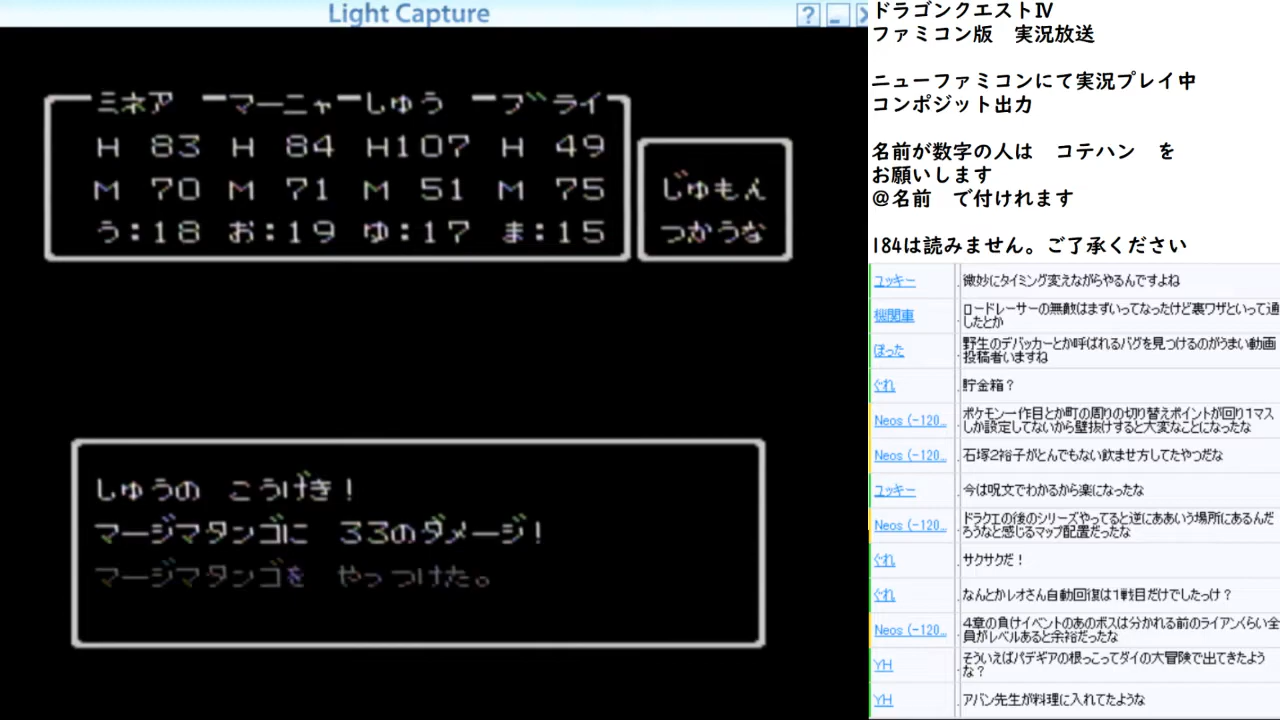 Light Capture
ミネア マーニャ しゅう ブライ
H 83 H 84 H107 H 49
M 70 M 71 M 51 M 75
う:18 お:19 ゆ:17 ま:15
じゅもん
つかうな
しゅうの こうげき！
マージマタンゴに 33のダメージ！
マージマタンゴを やっつけた。
ドラゴンクエストⅣ
ファミコン版 実況放送
ニューファミコンにて実況プレイ中
コンポジット出力
名前が数字の人は コテハン を
お願いします
＠名前 で付けれます
184は読みません。ご了承ください
ユッキー 微妙にタイミング変えながらやるんですよね
機関車 ロードレーサーの無敵はまずいってなったけど裏ワザといって通
したとか
ぽった 野生のデバッカーとか呼ばれるバグを見つけるのがうまい動画
投稿者いますね
ぐれ 貯金箱？
Neos (-120... ポケモン一作目とか町の周りの切り替えポイントが回り1マス
しか設定してないから壁抜けすると大変なことになったな
Neos (-120... 石塚2裕子がとんでもない飲ませ方してたやつだな
ユッキー 今は呪文でわかるから楽になったな
Neos (-120... ドラクエの後のシリーズやってると逆にああいう場所にあるんだ
ろうなと感じるマップ配置だったな
ぐれ サクサクだ！
ぐれ なんとかレオさん自動回復は1戦目だけでしたっけ？
Neos (-120... 4章の負けイベントのあのボスは分かれる前のライアンくらい全
員がレベルあると余裕だったな
YH そういえばパデギアの根っこってダイの大冒険で出てきたよう
な？
YH アバン先生が料理に入れてたような